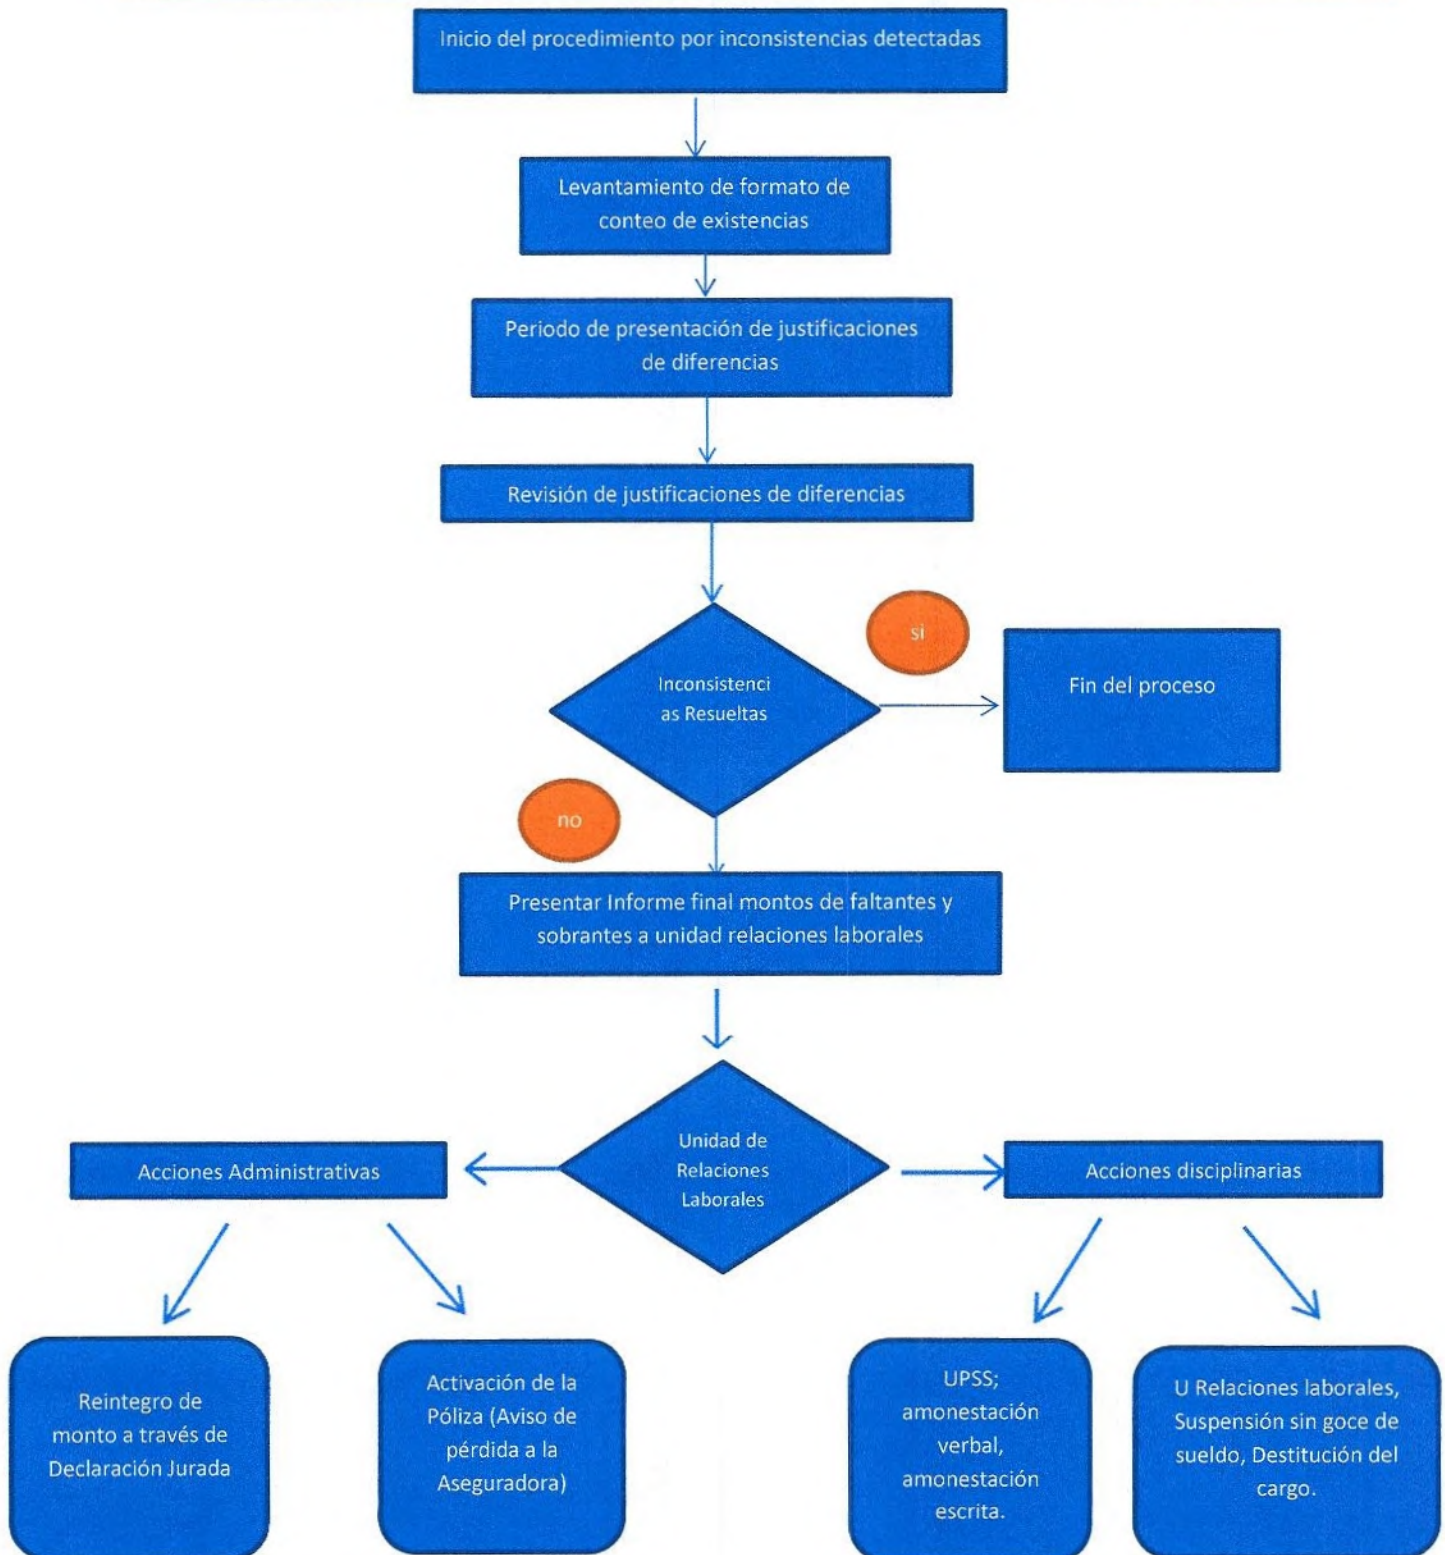 Inicio del procedimiento por inconsistencias detectadas
Levantamiento de formato de
conteo de existencias
Periodo de presentación de justificaciones
de diferencias
Revisión de justificaciones de diferencias
si
Inconsistenci
as Resueltas
Fin del proceso
no
Presentar Informe final montos de faltantes y
sobrantes a unidad relaciones laborales
Unidad de
Relaciones
Laborales
Acciones Administrativas
Acciones disciplinarias
Reintegro de
monto a través de
Declaración Jurada
Activación de la
Póliza (Aviso de
pérdida a la
Aseguradora)
UPSS;
amonestación
verbal,
amonestación
escrita.
U Relaciones laborales,
Suspensión sin goce de
sueldo, Destitución del
cargo.